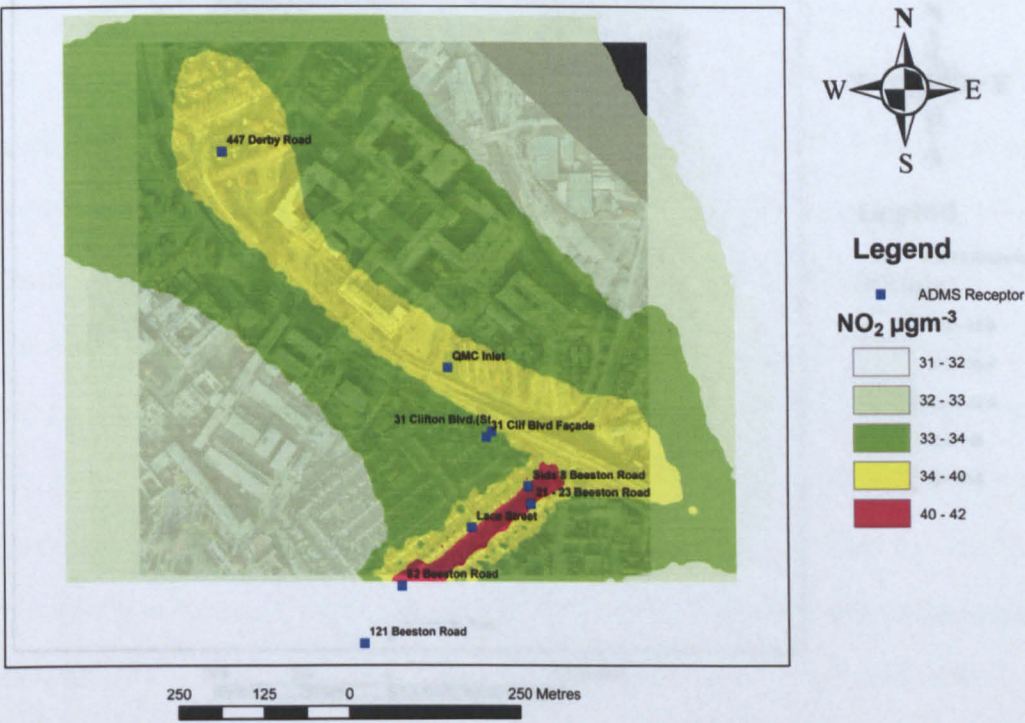 N
W E
S
447 Derby Road
QMC Inlet
31 Clifton Blvd.(St
31 Clif Blvd Façade
Side 8 Beeston Road
21 - 23 Beeston Road
Lace Street
82 Beeston Road
121 Beeston Road
Legend
ADMS Receptor
NO₂ µgm⁻³
31 - 32
32 - 33
33 - 34
34 - 40
40 - 42
250 125 0 250 Metres